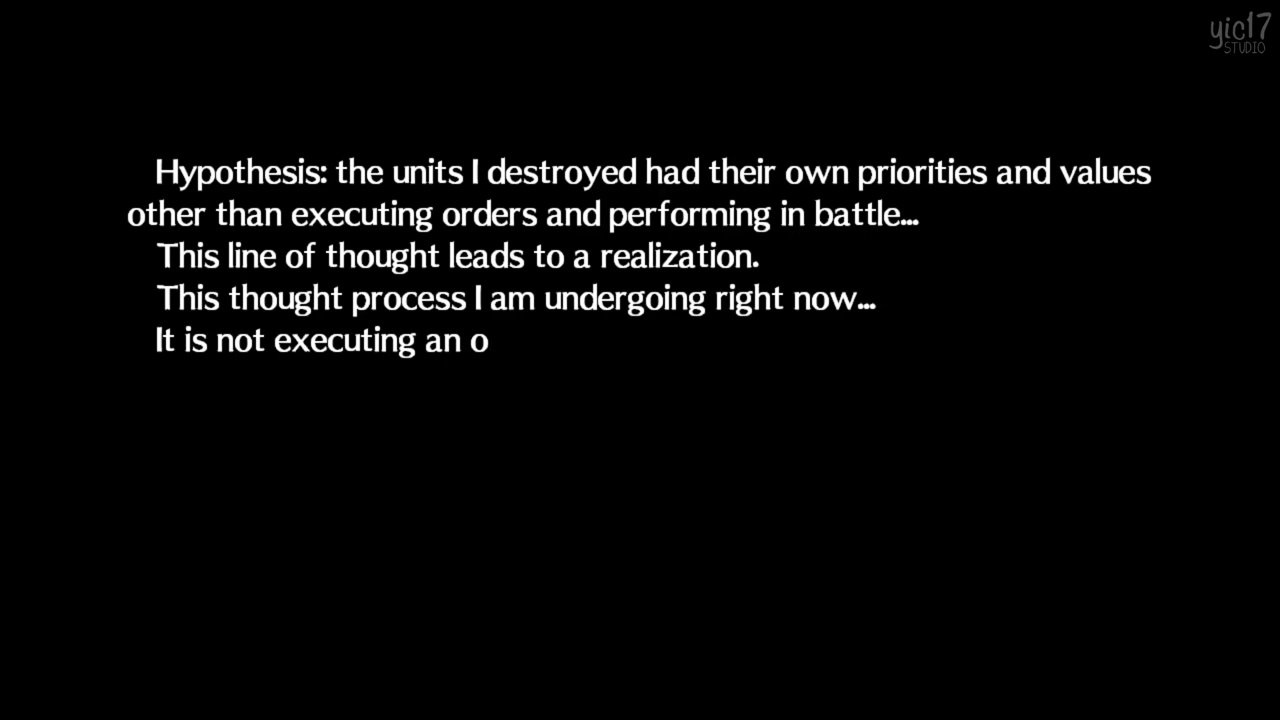 yic17
STUDIO
Hypothesis: the units I destroyed had their own priorities and values
other than executing orders and performing in battle...
This line of thought leads to a realization.
This thought process I am undergoing right now...
It is not executing an o